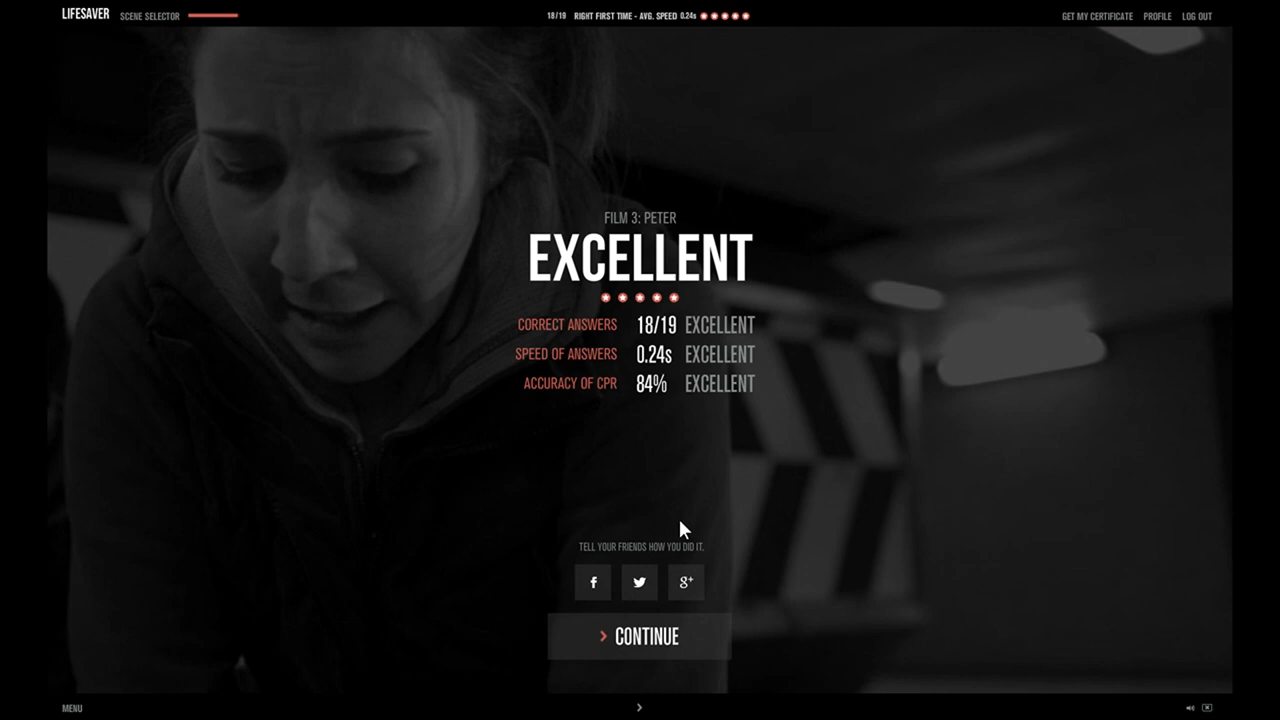 LIFESAVER SCENE SELECTOR 18/19 RIGHT FIRST TIME - AVG. SPEED 0.24s GET MY CERTIFICATE PROFILE LOG OUT
FILM 3: PETER
EXCELLENT
CORRECT ANSWERS 18/19 EXCELLENT
SPEED OF ANSWERS 0.24s EXCELLENT
ACCURACY OF CPR 84% EXCELLENT
TELL YOUR FRIENDS HOW YOU DID IT.
f g+
CONTINUE
MENU